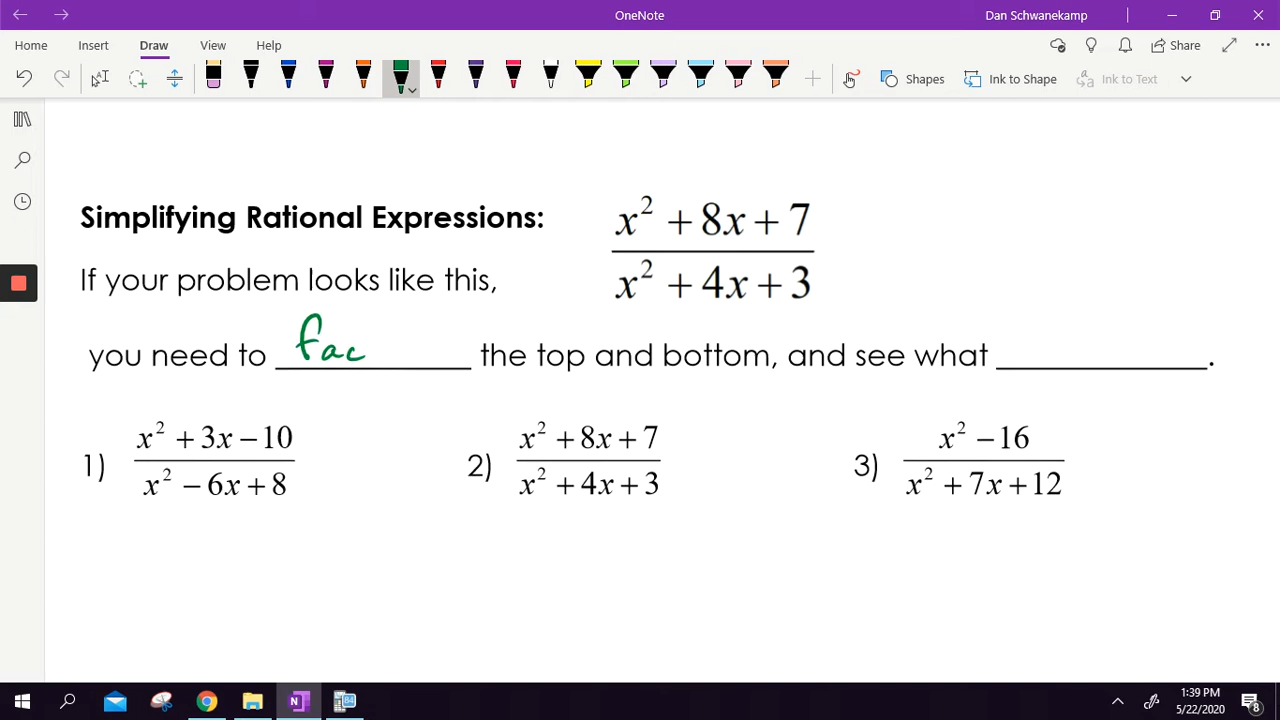 OneNote
Dan Schwanekamp
Home Insert Draw View Help
Share
Shapes Ink to Shape Ink to Text
Simplifying Rational Expressions:
x² + 8x + 7
x² + 4x + 3
If your problem looks like this,
you need to fac the top and bottom, and see what ____________.
1) x² + 3x − 10
x² − 6x + 8
2) x² + 8x + 7
x² + 4x + 3
3) x² − 16
x² + 7x + 12
1:39 PM
5/22/2020
8